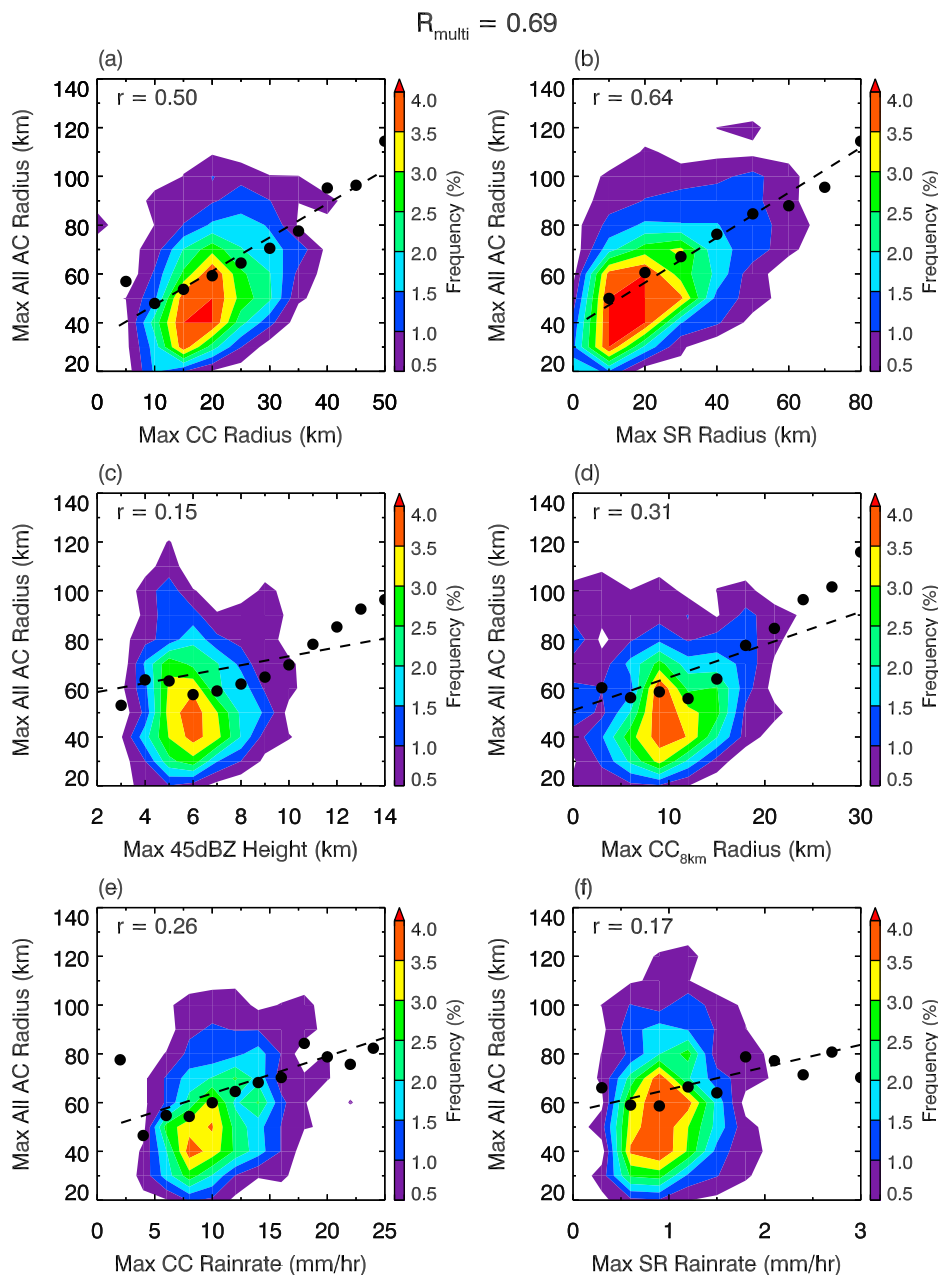 R_multi = 0.69
(a)
r = 0.50
Max All AC Radius (km)
140
120
100
80
60
40
20
0 10 20 30 40 50
Max CC Radius (km)
4.0
3.5
3.0
2.5
2.0
1.5
1.0
0.5
Frequency (%)
(b)
r = 0.64
Max All AC Radius (km)
140
120
100
80
60
40
20
0 20 40 60 80
Max SR Radius (km)
4.0
3.5
3.0
2.5
2.0
1.5
1.0
0.5
Frequency (%)
(c)
r = 0.15
Max All AC Radius (km)
140
120
100
80
60
40
20
2 4 6 8 10 12 14
Max 45dBZ Height (km)
4.0
3.5
3.0
2.5
2.0
1.5
1.0
0.5
Frequency (%)
(d)
r = 0.31
Max All AC Radius (km)
140
120
100
80
60
40
20
0 10 20 30
Max CC_8km Radius (km)
4.0
3.5
3.0
2.5
2.0
1.5
1.0
0.5
Frequency (%)
(e)
r = 0.26
Max All AC Radius (km)
140
120
100
80
60
40
20
0 5 10 15 20 25
Max CC Rainrate (mm/hr)
4.0
3.5
3.0
2.5
2.0
1.5
1.0
0.5
Frequency (%)
(f)
r = 0.17
Max All AC Radius (km)
140
120
100
80
60
40
20
0 1 2 3
Max SR Rainrate (mm/hr)
4.0
3.5
3.0
2.5
2.0
1.5
1.0
0.5
Frequency (%)